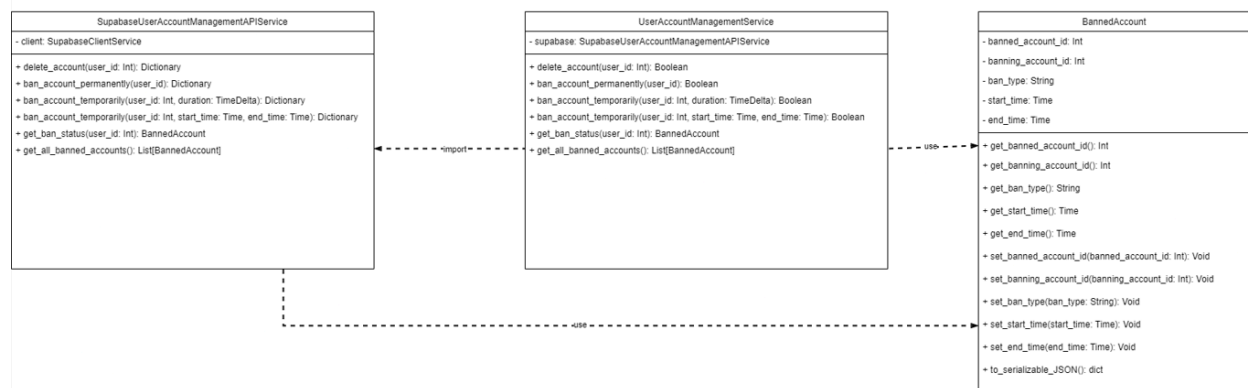 SupabaseUserAccountManagementAPIService
- client: SupabaseClientService
+ delete_account(user_id: Int): Dictionary
+ ban_account_permanently(user_id): Dictionary
+ ban_account_temporarily(user_id: Int, duration: TimeDelta): Dictionary
+ ban_account_temporarily(user_id: Int, start_time: Time, end_time: Time): Dictionary
+ get_ban_status(user_id: Int): BannedAccount
+ get_all_banned_accounts(): List[BannedAccount]
import
UserAccountManagementService
- supabase: SupabaseUserAccountManagementAPIService
+ delete_account(user_id: Int): Boolean
+ ban_account_permanently(user_id): Boolean
+ ban_account_temporarily(user_id: Int, duration: TimeDelta): Boolean
+ ban_account_temporarily(user_id: Int, start_time: Time, end_time: Time): Boolean
+ get_ban_status(user_id: Int): BannedAccount
+ get_all_banned_accounts(): List[BannedAccount]
use
use
BannedAccount
- banned_account_id: Int
- banning_account_id: Int
- ban_type: String
- start_time: Time
- end_time: Time
+ get_banned_account_id(): Int
+ get_banning_account_id(): Int
+ get_ban_type(): String
+ get_start_time(): Time
+ get_end_time(): Time
+ set_banned_account_id(banned_account_id: Int): Void
+ set_banning_account_id(banning_account_id: Int): Void
+ set_ban_type(ban_type: String): Void
+ set_start_time(start_time: Time): Void
+ set_end_time(end_time: Time): Void
+ to_serializable_JSON(): dict